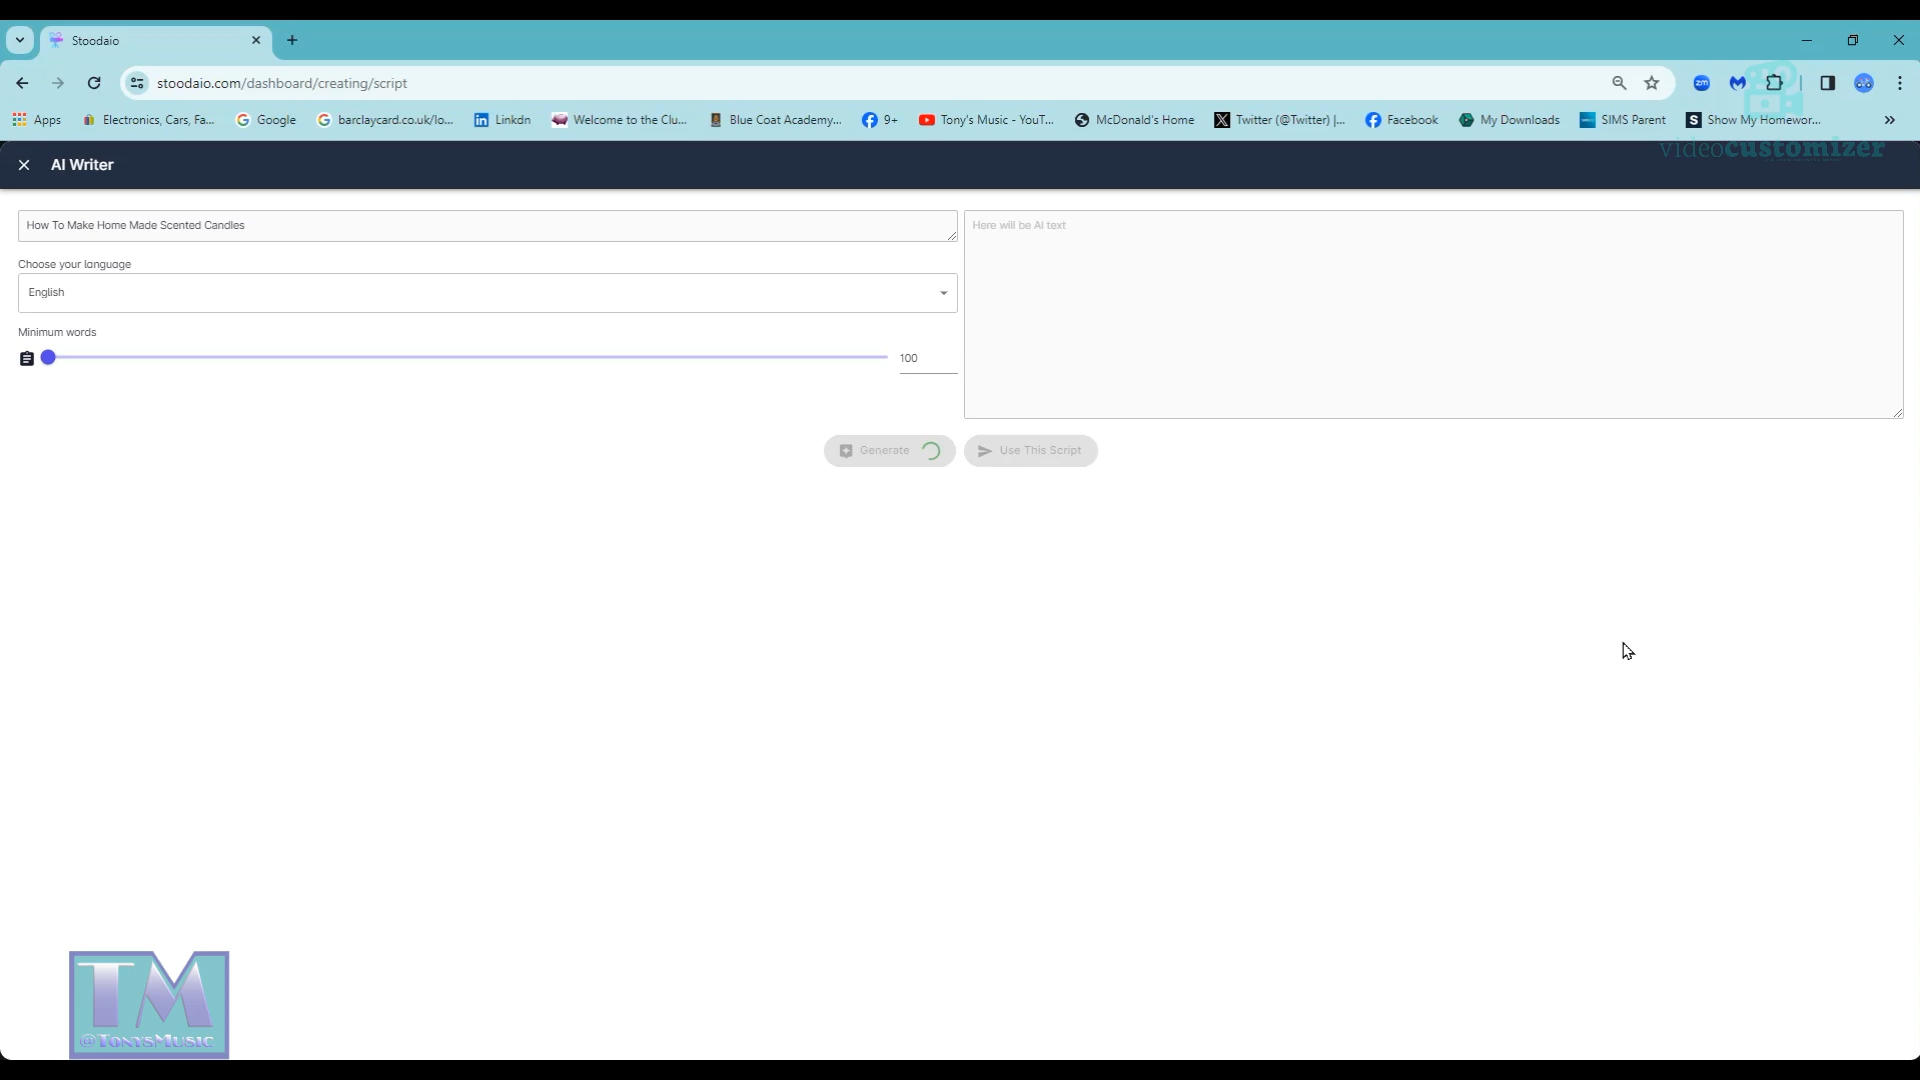 Stoodaio
stoodaio.com/dashboard/creating/script
Apps Electronics, Cars, Fa... Google barclaycard.co.uk/lo... Linkdn Welcome to the Clu... Blue Coat Academy... 9+ Tony's Music - YouT... McDonald's Home Twitter (@Twitter) |... Facebook My Downloads SIMS Parent Show My Homewor...
videocustomizer
AI Writer
How To Make Home Made Scented Candles
Here will be AI text
Choose your language
English
Minimum words
100
Generate Use This Script
TM
@TonysMusic